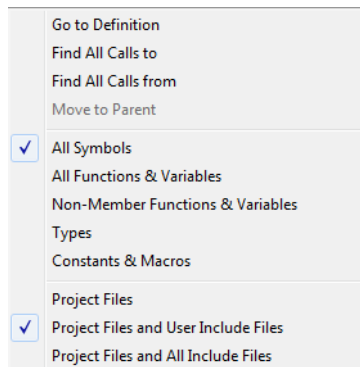 Go to Definition
Find All Calls to
Find All Calls from
Move to Parent
All Symbols
All Functions & Variables
Non-Member Functions & Variables
Types
Constants & Macros
Project Files
Project Files and User Include Files
Project Files and All Include Files